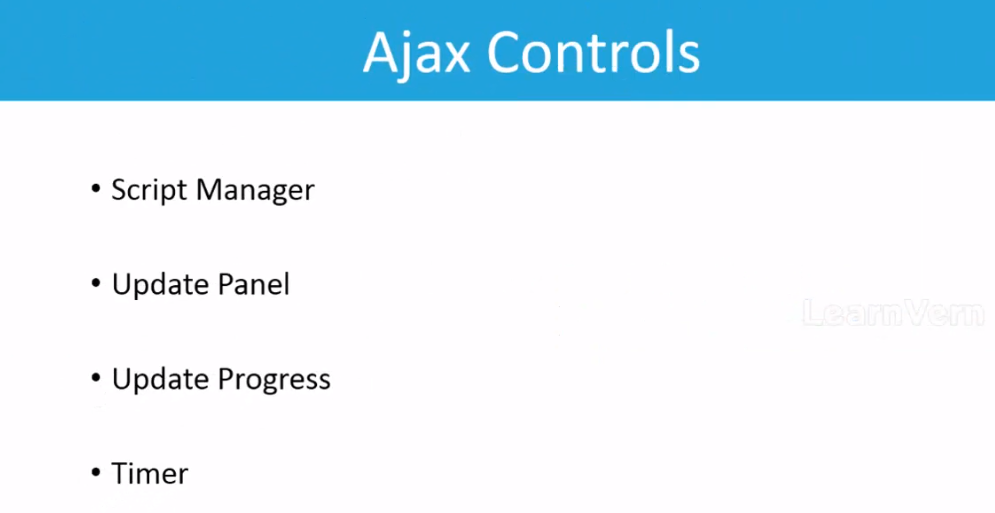 Ajax Controls
• Script Manager
• Update Panel
LearnVern
• Update Progress
• Timer